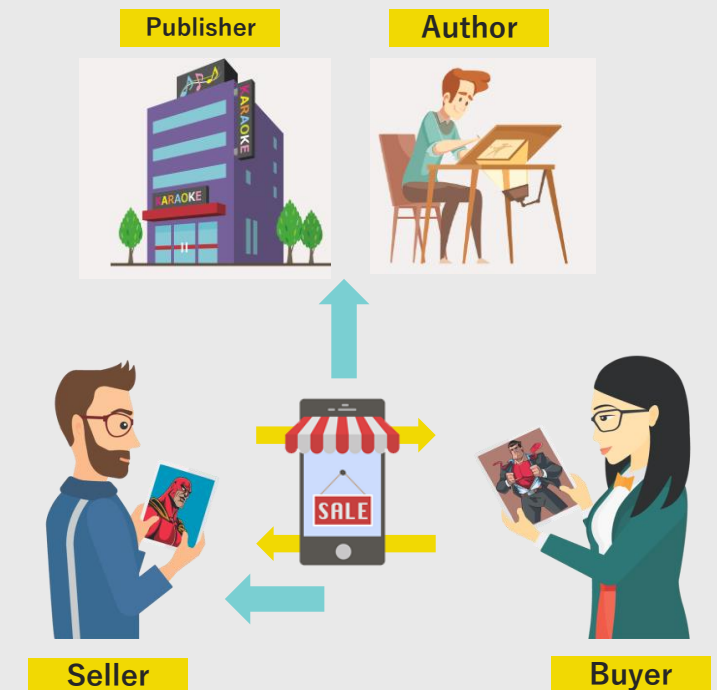 Publisher
Author
KARAOKE
KARAOKE
SALE
Seller
Buyer